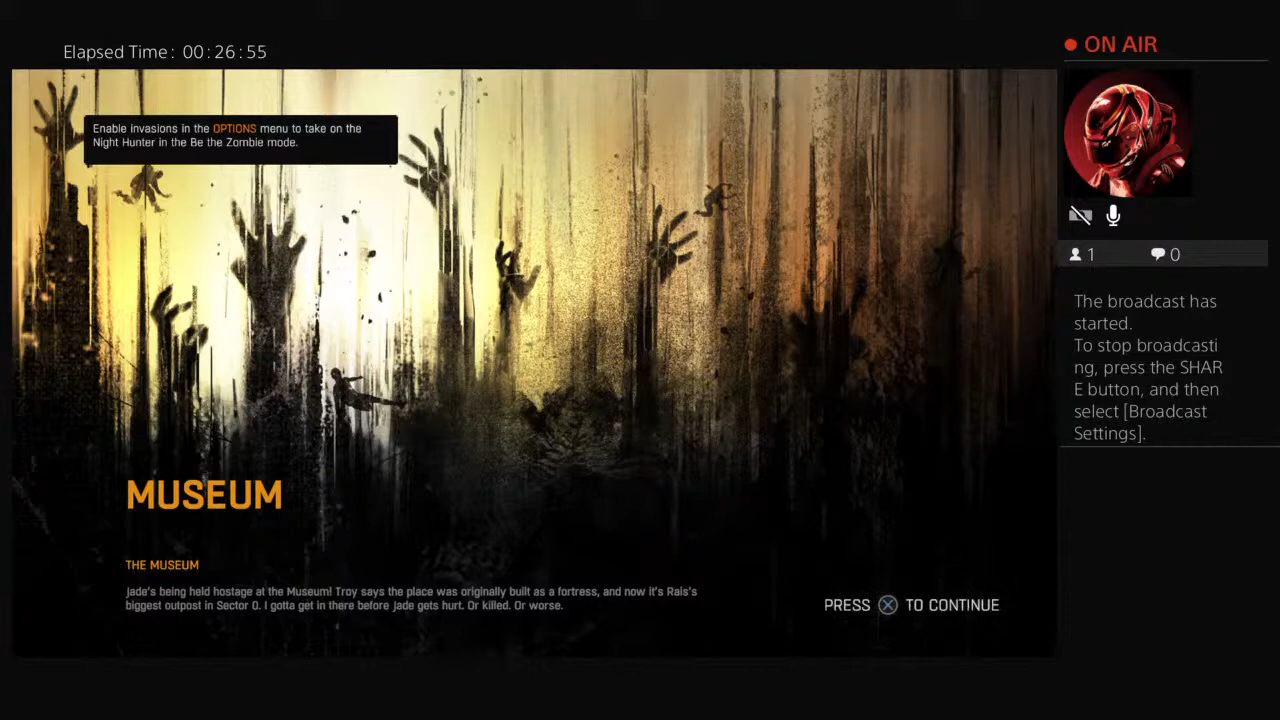 Elapsed Time: 00:26:55
ON AIR
Enable invasions in the OPTIONS menu to take on the
Night Hunter in the Be the Zombie mode.
1
0
The broadcast has
started.
To stop broadcasti
ng, press the SHAR
E button, and then
select [Broadcast
Settings].
MUSEUM
THE MUSEUM
Jade's being held hostage at the Museum! Troy says the place was originally built as a fortress, and now it's Rais's
biggest outpost in Sector 0. I gotta get in there before Jade gets hurt. Or killed. Or worse.
PRESS X TO CONTINUE